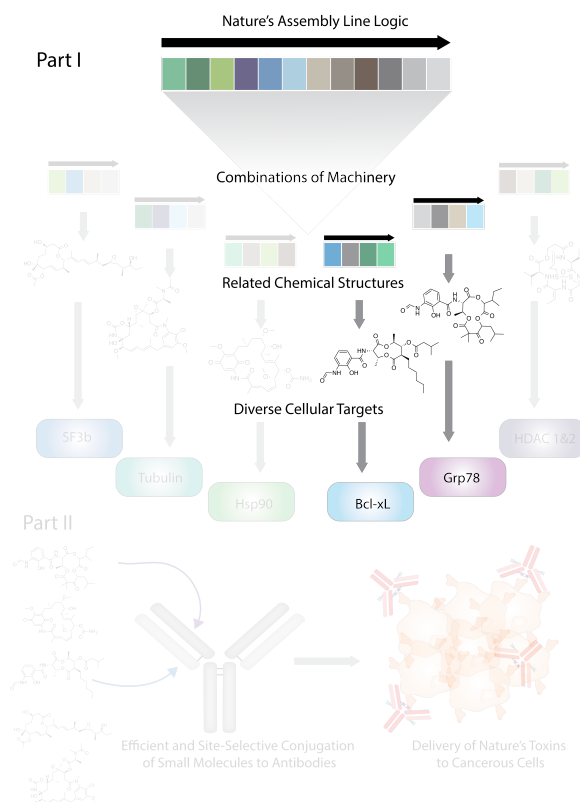 Nature's Assembly Line Logic
Part I
Combinations of Machinery
Related Chemical Structures
Diverse Cellular Targets
SF3b
Tubulin
Hsp90
Bcl-xL
Grp78
HDAC 1&2
Part II
Efficient and Site-Selective Conjugation
of Small Molecules to Antibodies
Delivery of Nature's Toxins
to Cancerous Cells